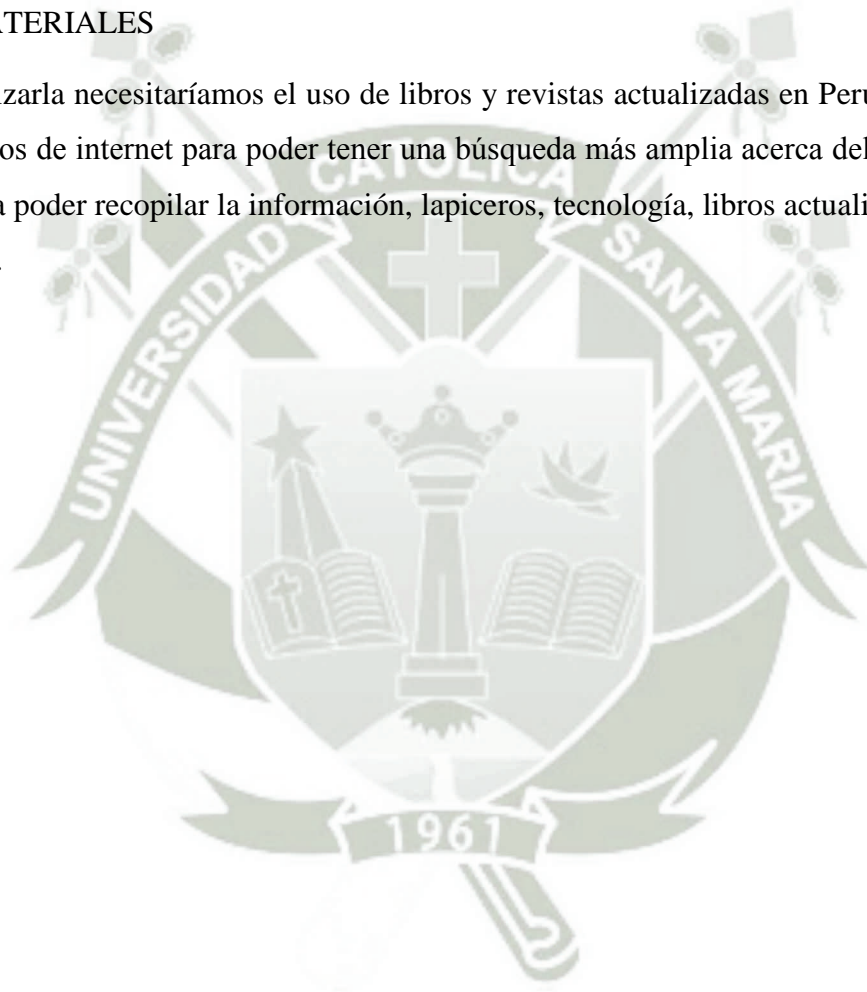 ATERIALES
izarla necesitaríamos el uso de libros y revistas actualizadas en Peru
os de internet para poder tener una búsqueda más amplia acerca del
a poder recopilar la información, lapiceros, tecnología, libros actuali
.
UNIVERSIDAD CATOLICA SANTA MARIA
1961